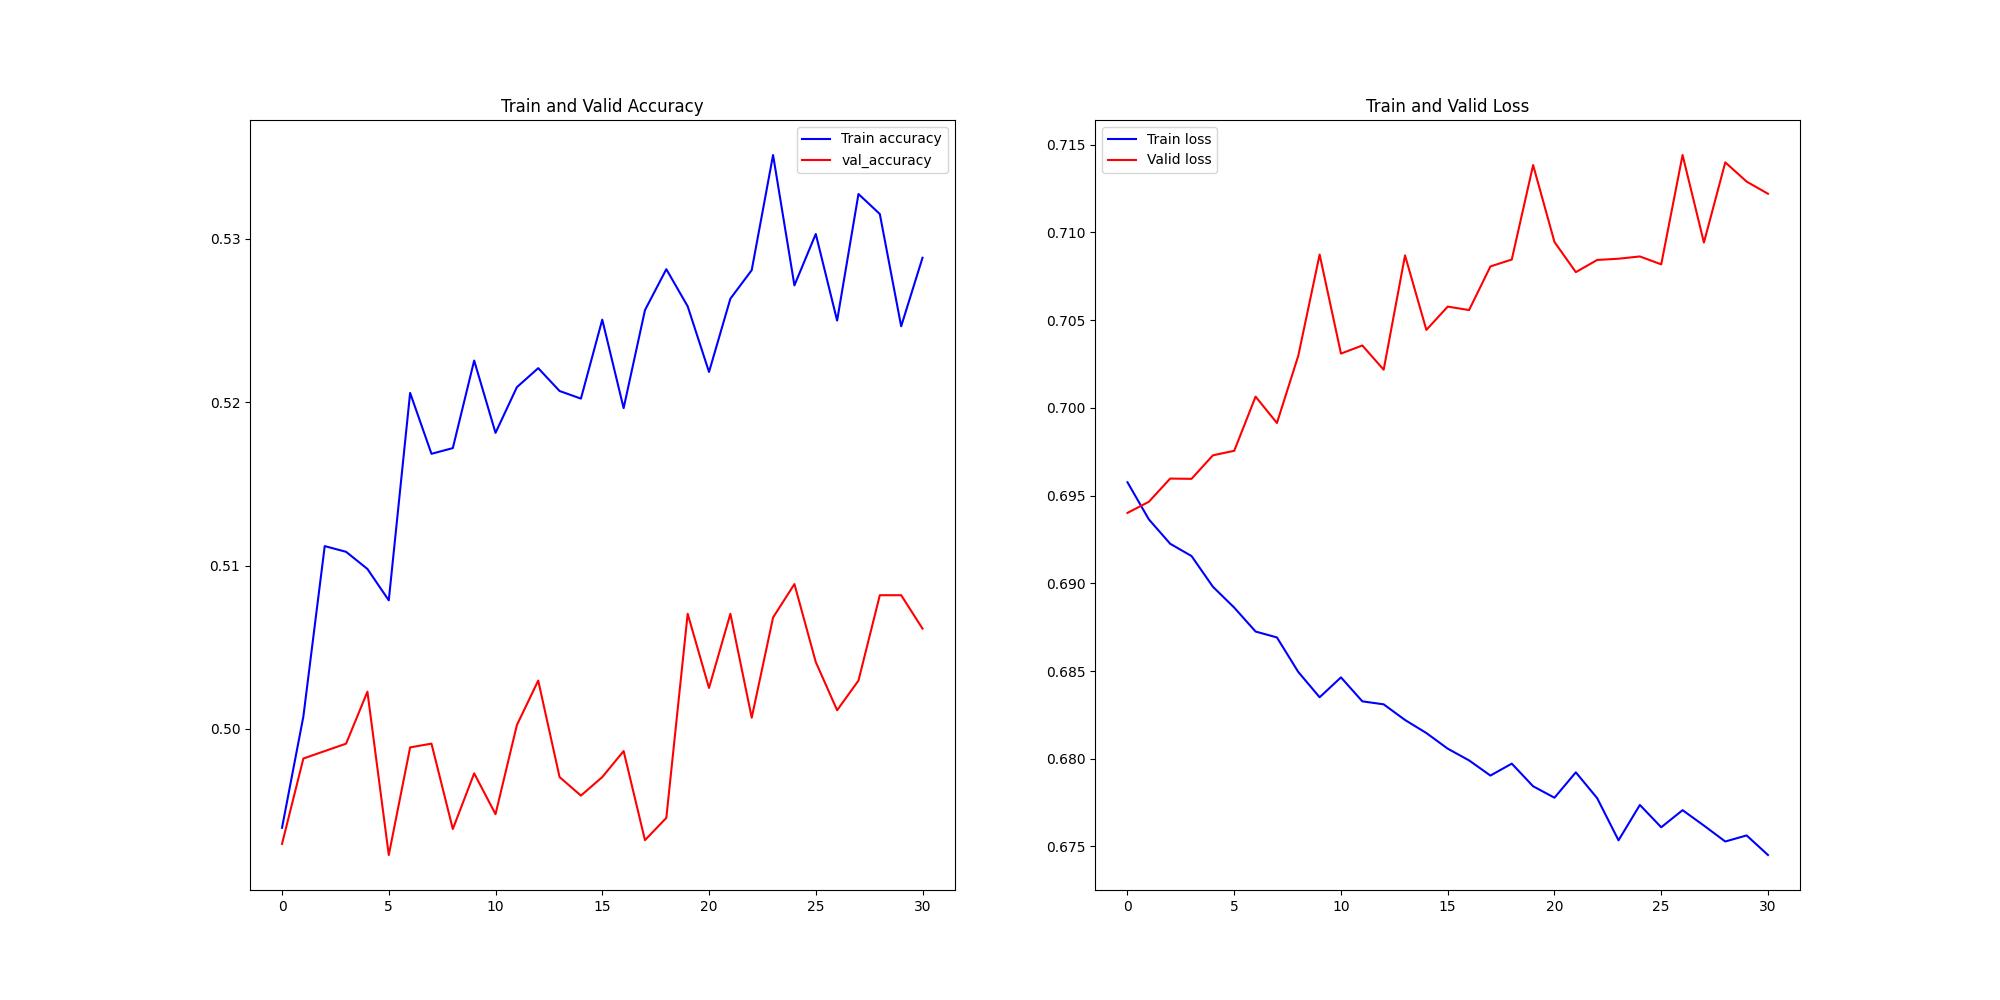 Train and Valid Accuracy
Train accuracy
val_accuracy
0.53
0.52
0.51
0.50
0 5 10 15 20 25 30
Train and Valid Loss
Train loss
Valid loss
0.715
0.710
0.705
0.700
0.695
0.690
0.685
0.680
0.675
0 5 10 15 20 25 30